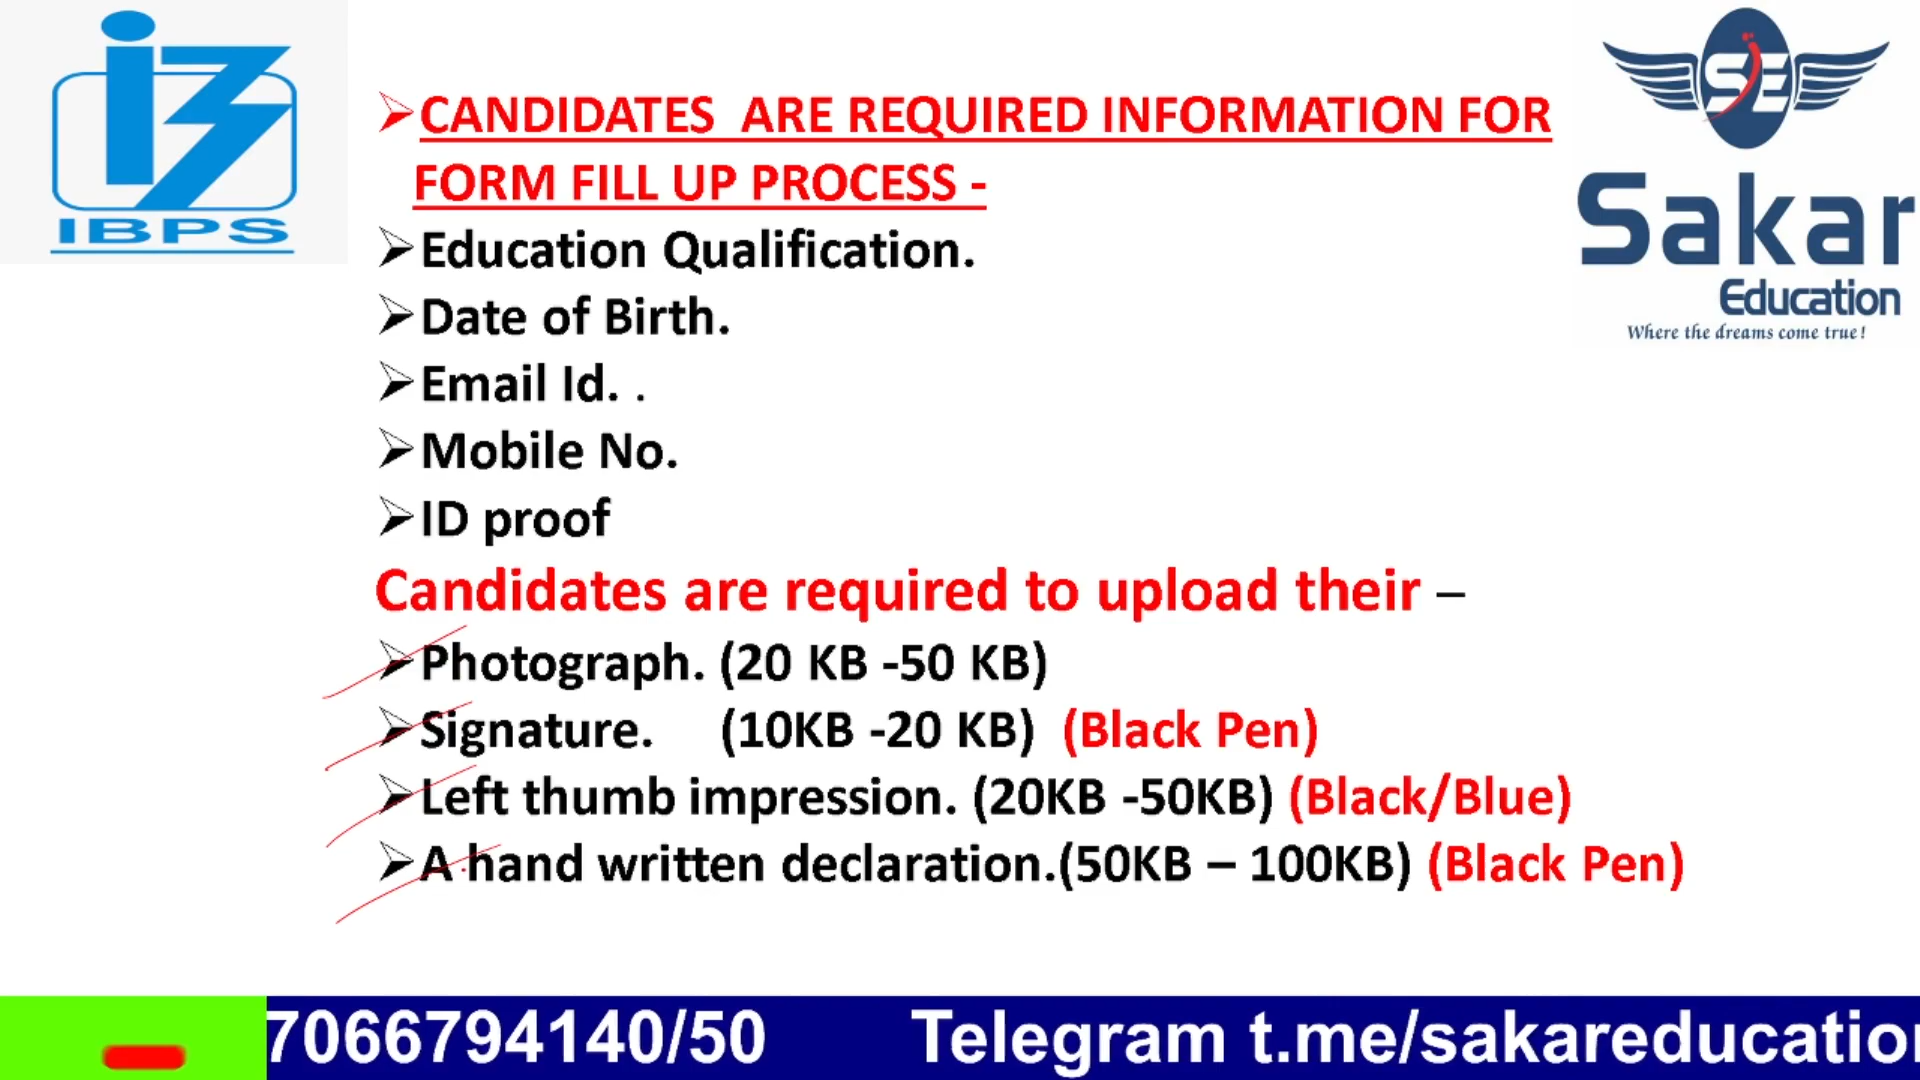 IBPS
SE
Sakar
Education
Where the dreams come true!
CANDIDATES ARE REQUIRED INFORMATION FOR
FORM FILL UP PROCESS -
Education Qualification.
Date of Birth.
Email Id. .
Mobile No.
ID proof
Candidates are required to upload their –
Photograph. (20 KB -50 KB)
Signature. (10KB -20 KB) (Black Pen)
Left thumb impression. (20KB -50KB) (Black/Blue)
A hand written declaration.(50KB – 100KB) (Black Pen)
7066794140/50 Telegram t.me/sakareducation